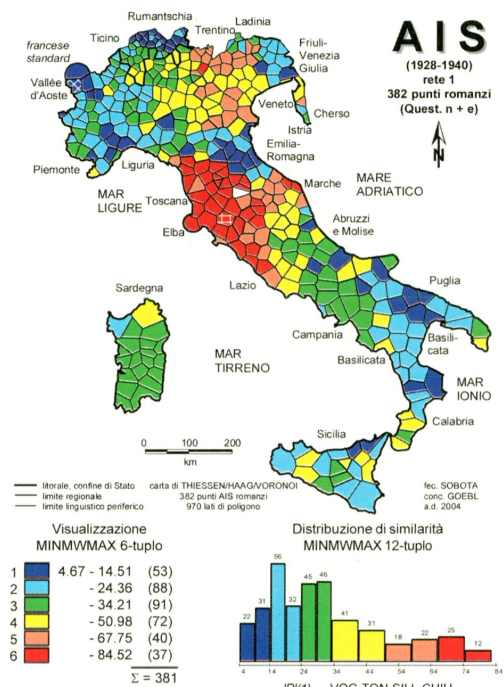 AIS
(1928-1940)
rete 1
382 punti romanzi
(Quest. n + e)
N
Rumantschia
Ladinia
Ticino
Trentino
francese
standard
Friuli-
Venezia
Giulia
Vallée
d'Aoste
Veneto
Cherso
Istria
Emilia-
Romagna
Piemonte
Liguria
MAR
LIGURE
Marche
MARE
ADRIATICO
Toscana
Elba
Abruzzi
e Molise
Lazio
Puglia
Sardegna
Campania
Basili-
cata
Basilicata
MAR
TIRRENO
MAR
IONIO
Calabria
Sicilia
0 100 200
km
litorale, confine di Stato
limite regionale
limite linguistico periferico
carta di THIESSEN/HAAG/VORONOI
382 punti AIS romanzi
970 lati di poligono
fec. SOBOTA
conc. GOEBL
a.d. 2004
Visualizzazione
MINMWMAX 6-tuplo
1 4.67 - 14.51 (53)
2 - 24.36 (88)
3 - 34.21 (91)
4 - 50.98 (72)
5 - 67.75 (40)
6 - 84.52 (37)
Σ = 381
Distribuzione di similarità
MINMWMAX 12-tuplo
22 31 56 32 45 46 41 31 18 22 25 12
4 14 24 34 44 54 64 74 84